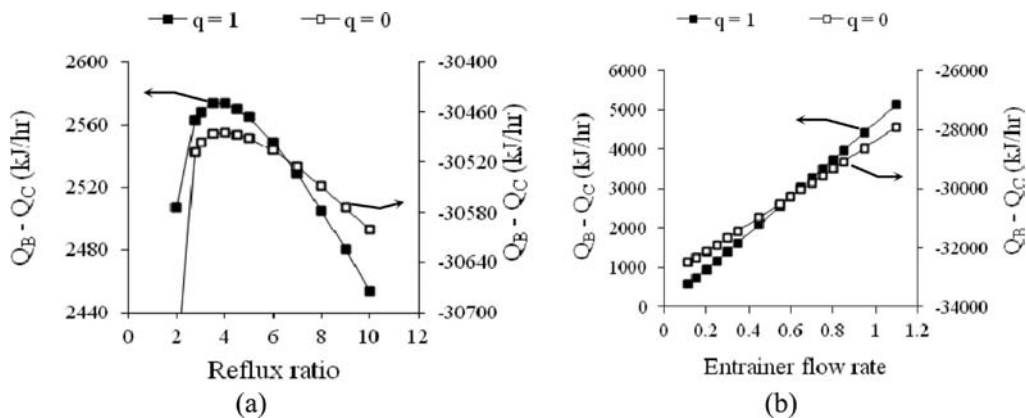 q = 1 q = 0
2600
2560
2520
2480
2440
Q_B - Q_C (kJ/hr)
-30400
-30460
-30520
-30580
-30640
-30700
Q_B - Q_C (kJ/hr)
0 2 4 6 8 10 12
Reflux ratio
(a)
q = 1 q = 0
6000
5000
4000
3000
2000
1000
0
Q_B - Q_C (kJ/hr)
-26000
-28000
-30000
-32000
-34000
Q_B - Q_C (kJ/hr)
0 0.2 0.4 0.6 0.8 1 1.2
Entrainer flow rate
(b)